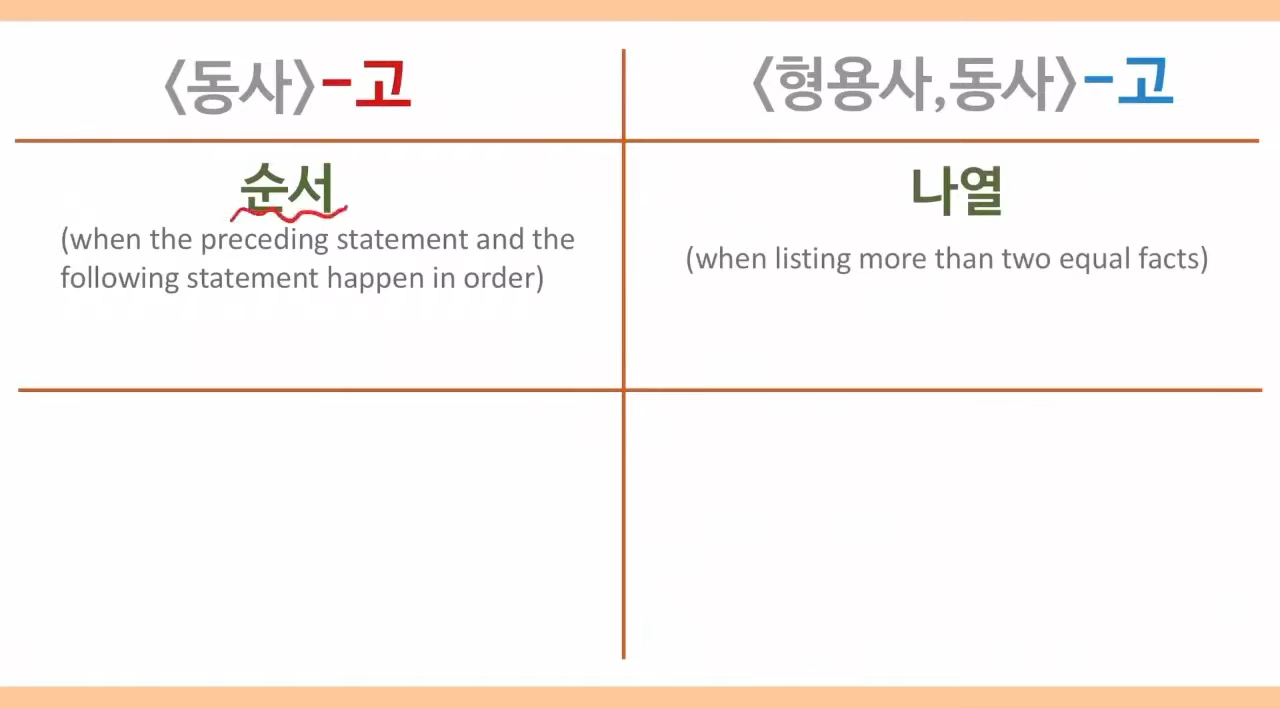 〈동사〉-고
〈형용사,동사〉-고
순서
(when the preceding statement and the
following statement happen in order)
나열
(when listing more than two equal facts)